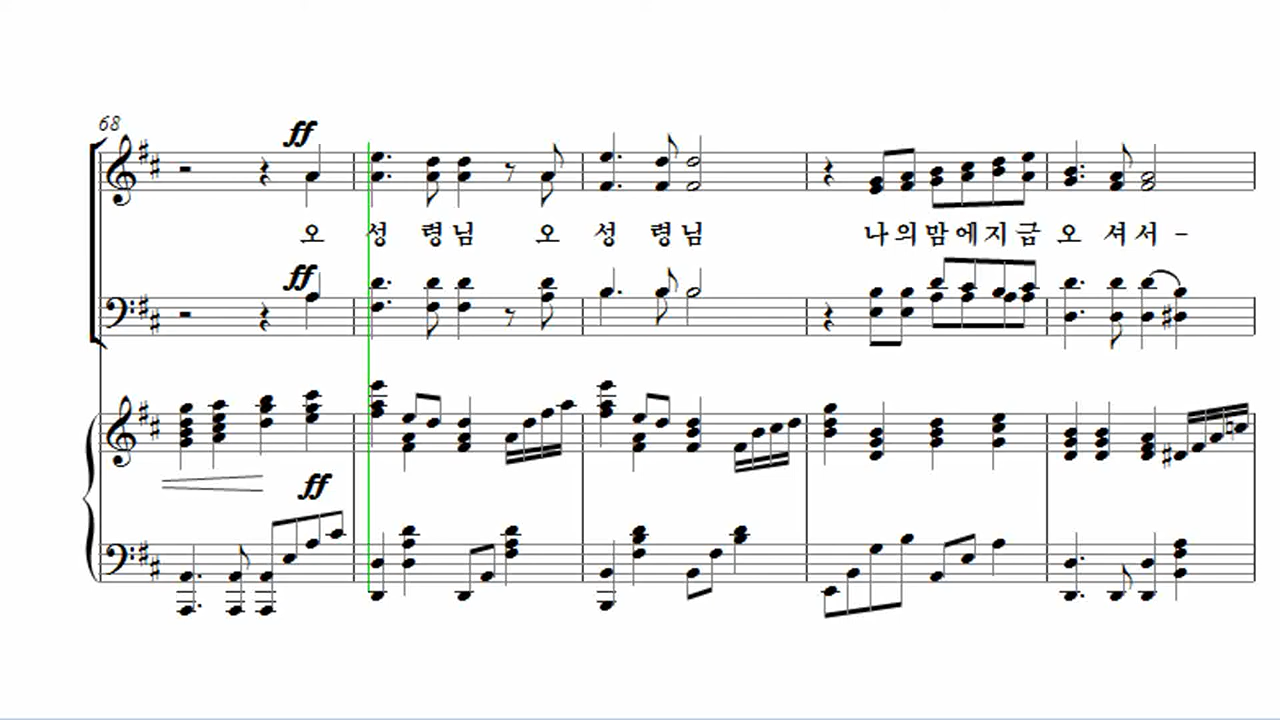 68
ff
오 성 령 님 오 성 령 님 나 의 맘 에 지 금 오 셔 서 -
ff
ff